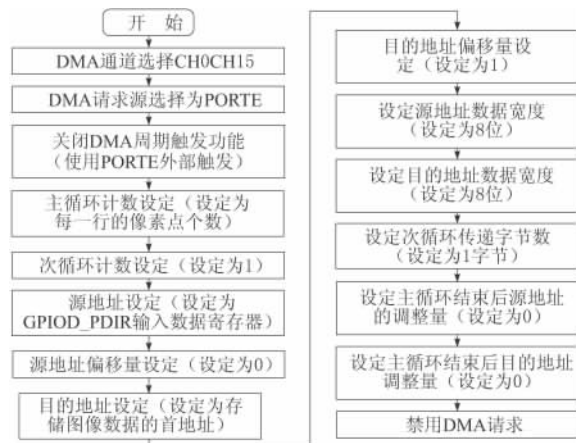 开 始
DMA通道选择CH0CH15
DMA请求源选择为PORTE
关闭DMA周期触发功能
（使用PORTE外部触发）
主循环计数设定（设定为
每一行的像素点个数）
次循环计数设定（设定为1）
源地址设定（设定为
GPIOD_PDIR输入数据寄存器）
源地址偏移量设定（设定为0）
目的地址设定（设定为存
储图像数据的首地址）
目的地址偏移量设
定（设定为1）
设定源地址数据宽度
（设定为8位）
设定目的地址数据宽度
（设定为8位）
设定次循环传递字节数
（设定为1字节）
设定主循环结束后源地址
的调整量（设定为0）
设定主循环结束后目的地址
调整量（设定为0）
禁用DMA请求